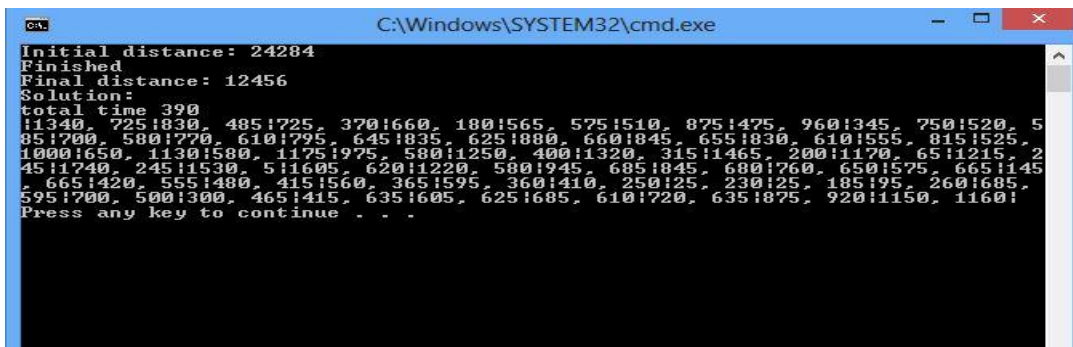 C:\Windows\SYSTEM32\cmd.exe
Initial distance: 24284
Finished
Final distance: 12456
Solution:
total time 390
|1340, 725|830, 485|725, 370|660, 180|565, 575|510, 875|475, 960|345, 750|520, 5
85|700, 580|770, 610|795, 645|835, 625|880, 660|845, 655|830, 610|555, 815|525,
1000|650, 1130|580, 1175|975, 580|1250, 400|1320, 315|1465, 200|1170, 65|1215, 2
45|1740, 245|1530, 5|1605, 620|1220, 580|945, 685|845, 680|760, 650|575, 665|145
, 665|420, 555|480, 415|560, 365|595, 360|410, 250|25, 230|25, 185|95, 260|685,
595|700, 500|300, 465|415, 635|605, 625|685, 610|720, 635|875, 920|1150, 1160|
Press any key to continue . . .